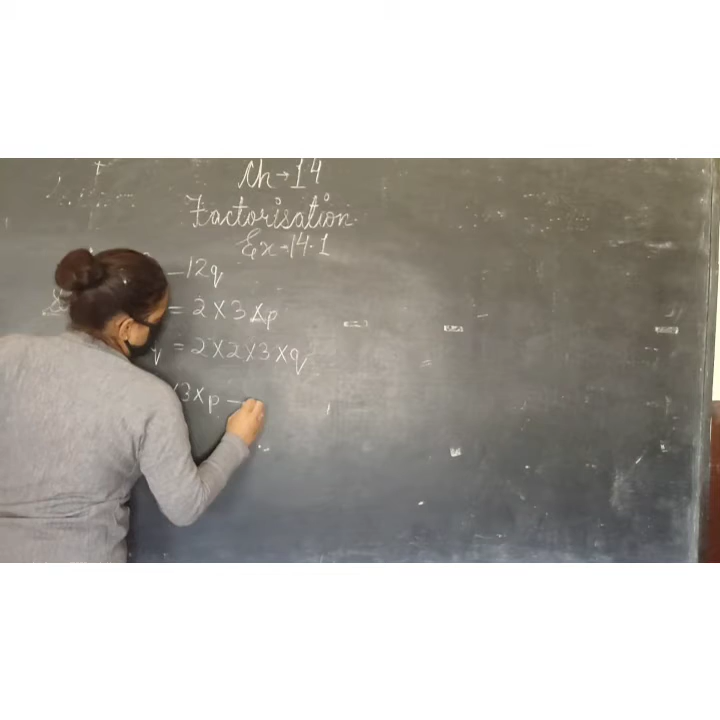 Ch → 14
Factorisation
Ex → 14.1
- 12q
= 2 × 3 × p
q = 2 × 2 × 3 × q
× 3 × p -